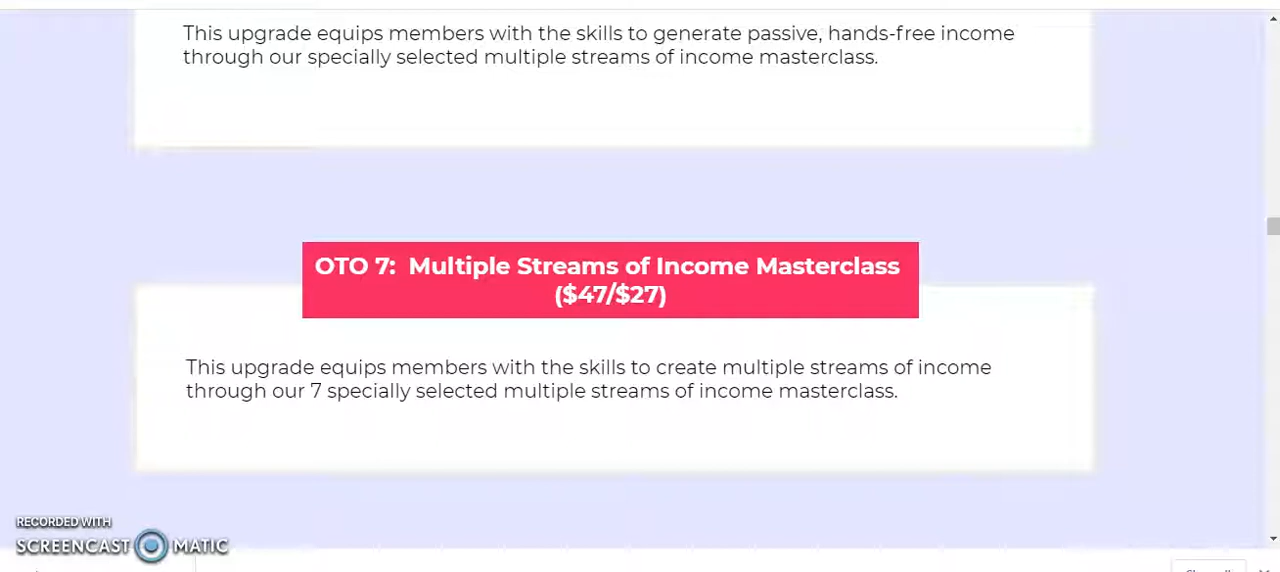 This upgrade equips members with the skills to generate passive, hands-free income
through our specially selected multiple streams of income masterclass.
OTO 7: Multiple Streams of Income Masterclass
($47/$27)
This upgrade equips members with the skills to create multiple streams of income
through our 7 specially selected multiple streams of income masterclass.
RECORDED WITH
SCREENCAST MATIC